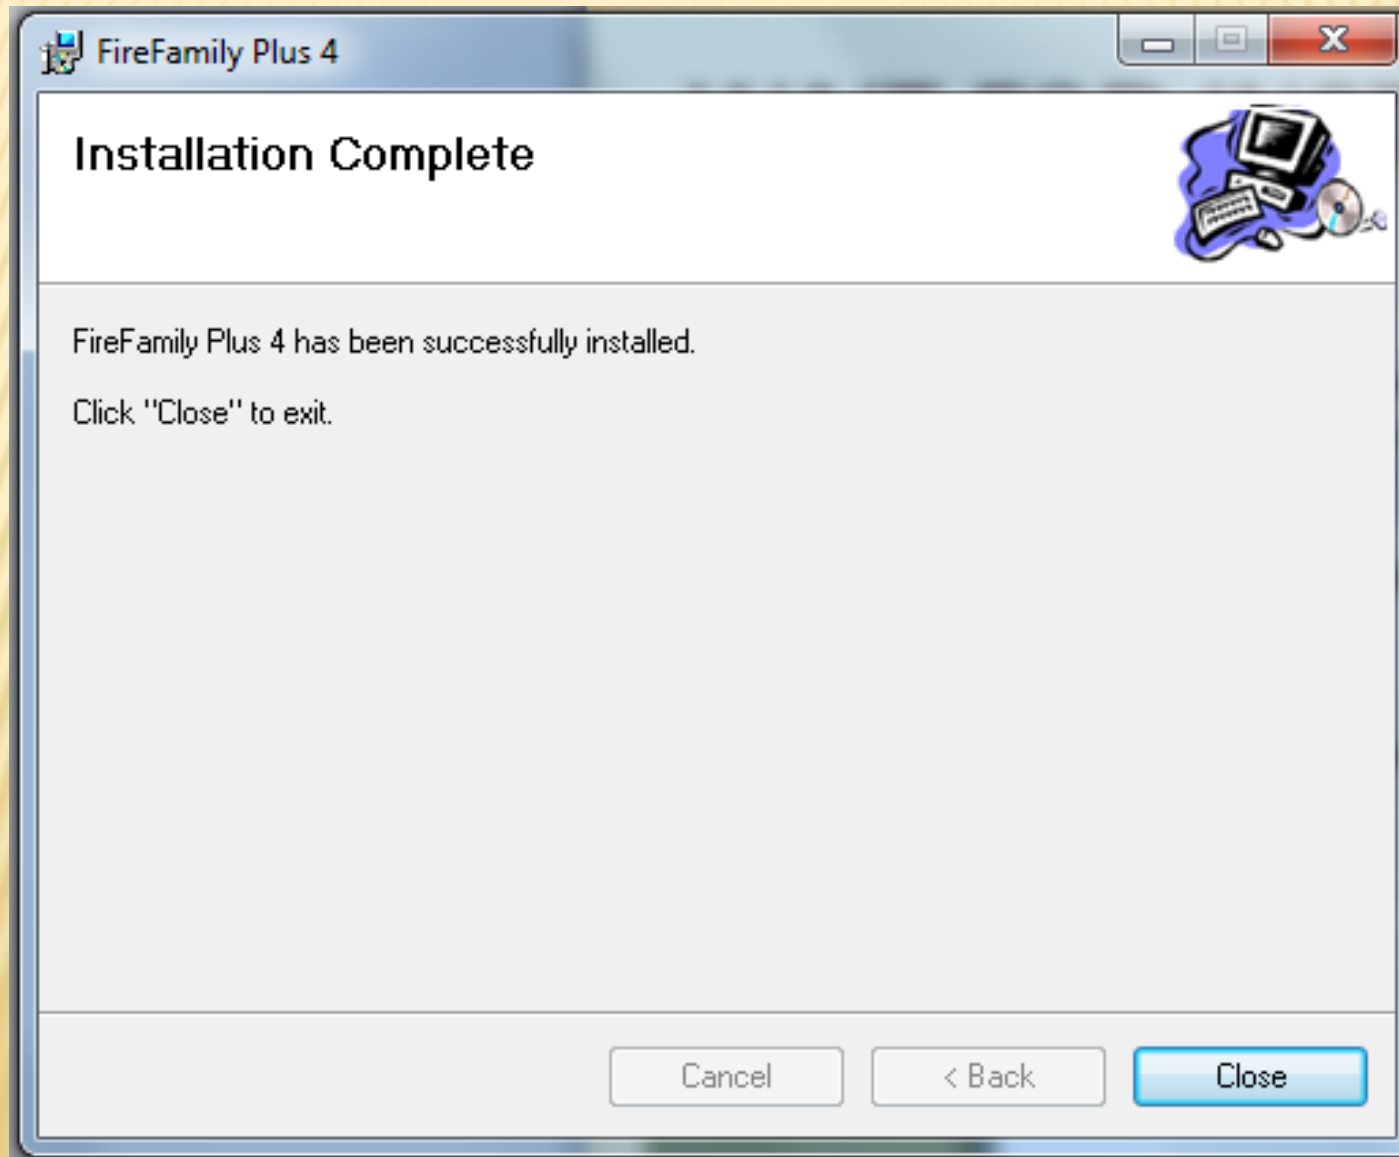 FireFamily Plus 4
Installation Complete
FireFamily Plus 4 has been successfully installed.
Click "Close" to exit.
Cancel
< Back
Close